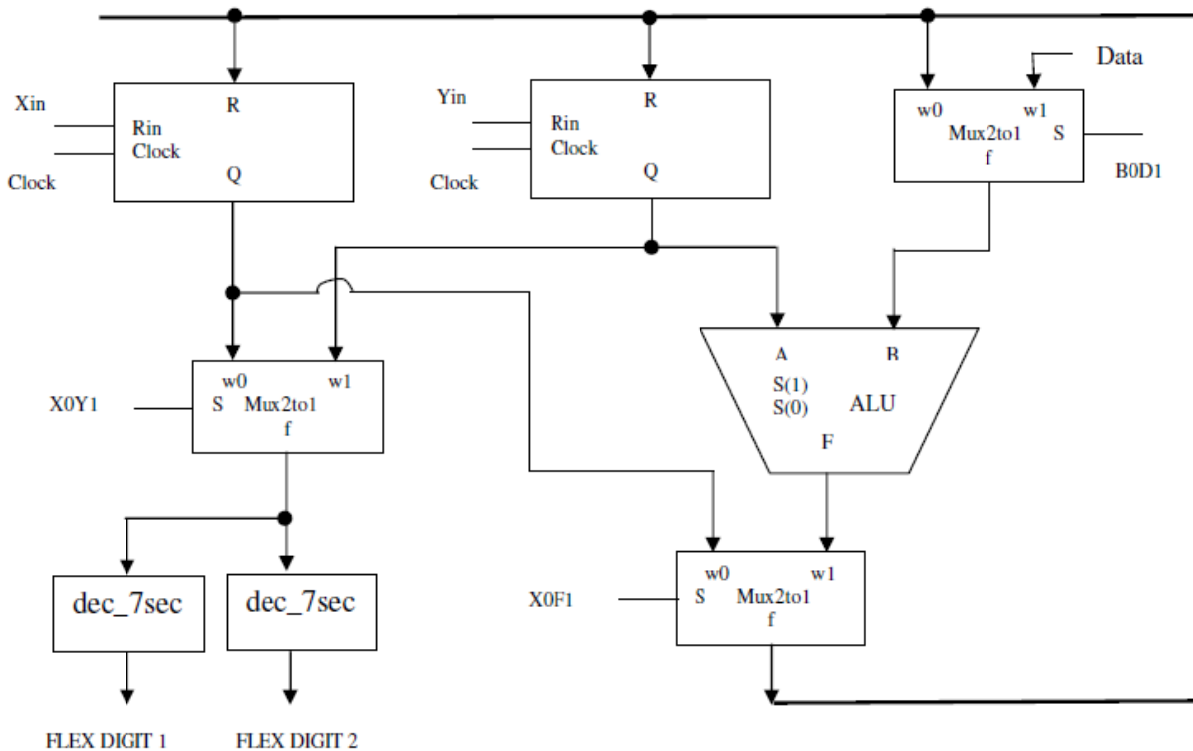 Data
Xin
R
Rin
Clock
Q
Clock
Yin
R
Rin
Clock
Q
Clock
w0 w1
Mux2to1 S
f
B0D1
w0 w1
X0Y1
S Mux2to1
f
A B
S(1)
S(0) ALU
F
w0 w1
X0F1
S Mux2to1
f
dec_7sec
dec_7sec
FLEX DIGIT 1
FLEX DIGIT 2